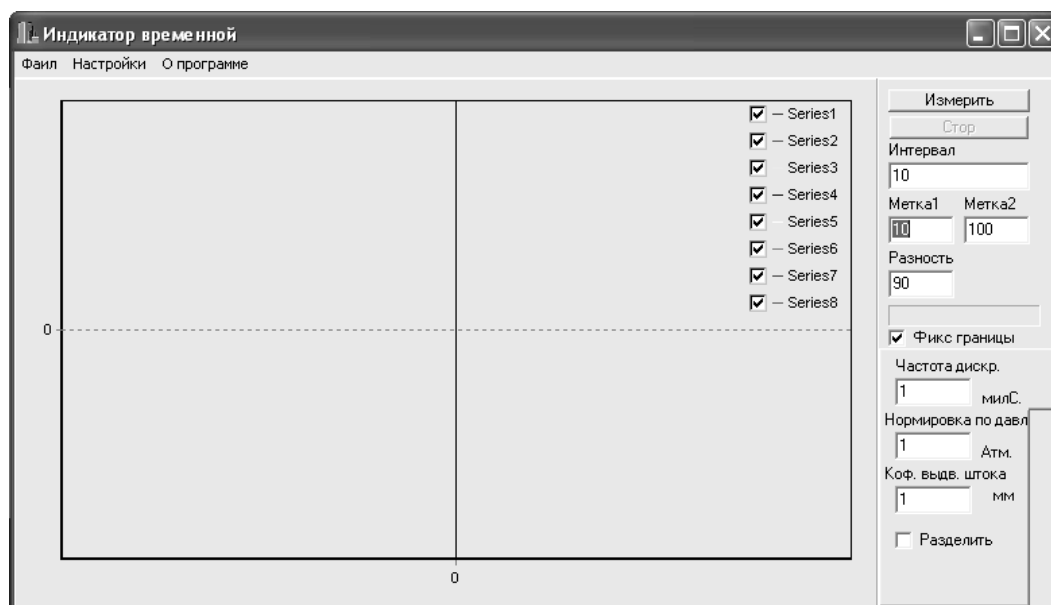 Индикатор временной
Фаил Настройки О программе
Series1
Series2
Series3
Series4
Series5
Series6
Series7
Series8
0
0
Измерить
Стор
Интервал
10
Метка1 Метка2
10 100
Разность
90
Фикс границы
Частота дискр.
1 милС.
Нормировка по давл
1 Атм.
Коф. выдв. штока
1 мм
Разделить